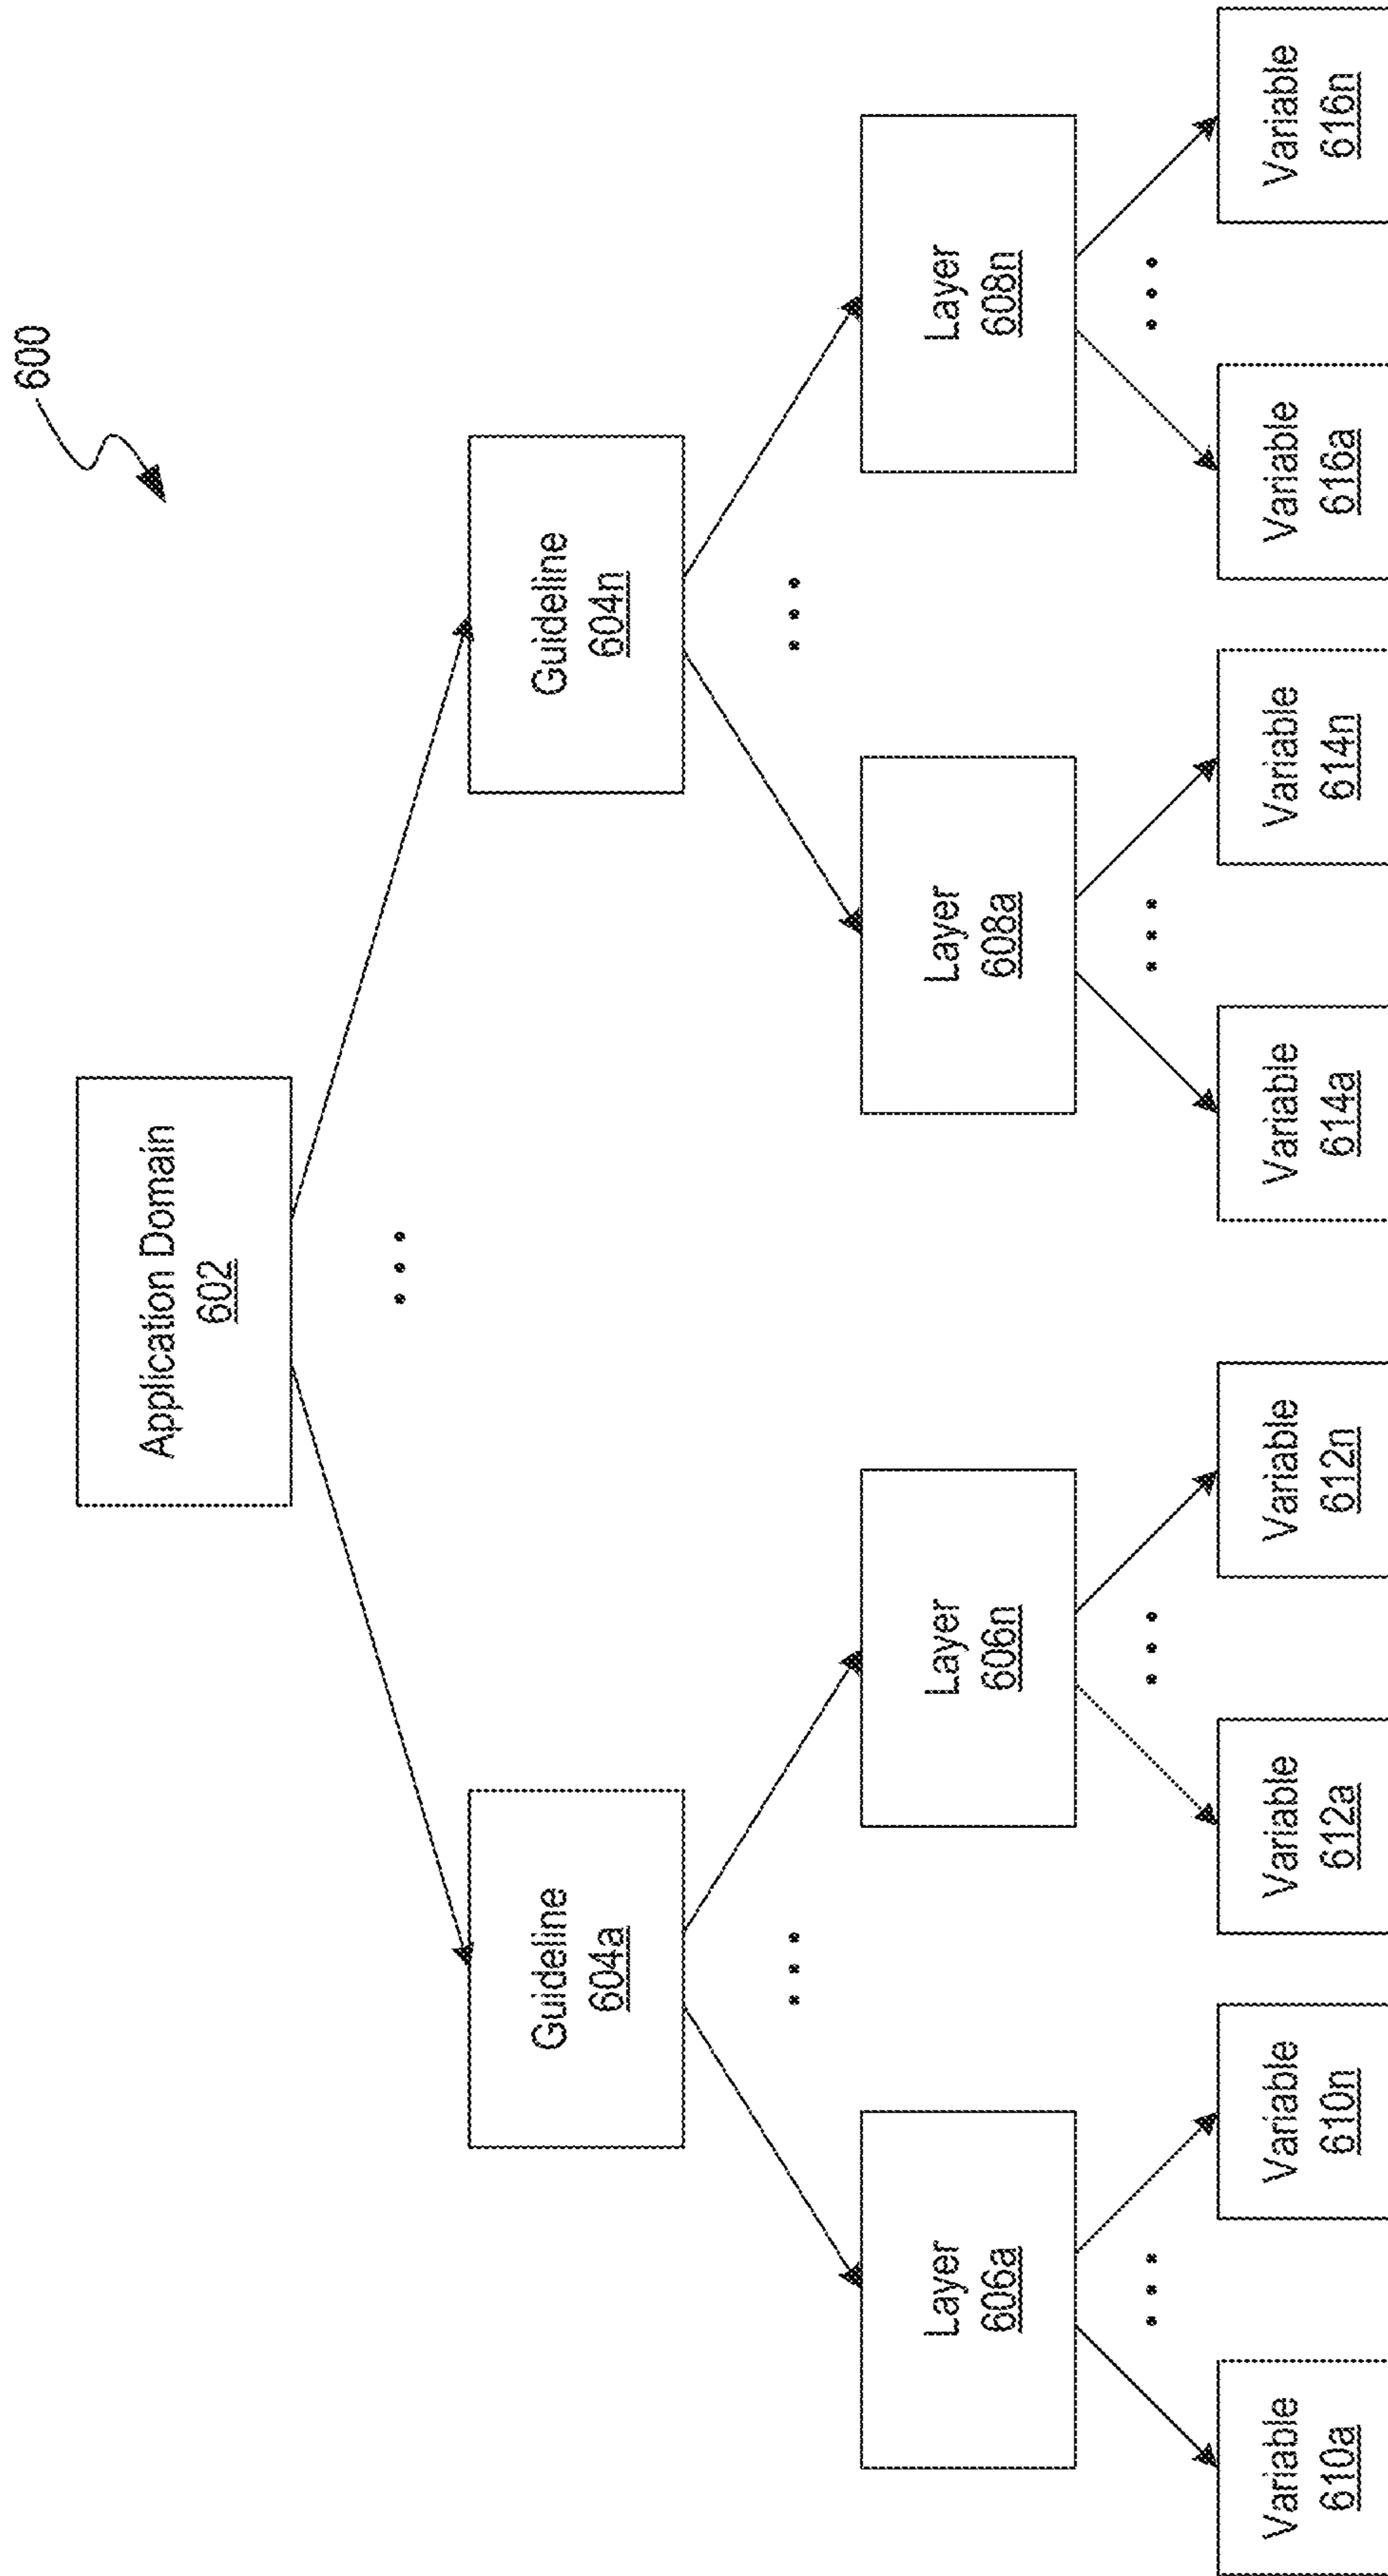 600
Application Domain
602
Guideline
604a
Guideline
604n
Layer
606a
Layer
606n
Layer
608a
Layer
608n
Variable
610a
Variable
610n
Variable
612a
Variable
612n
Variable
614a
Variable
614n
Variable
616a
Variable
616n